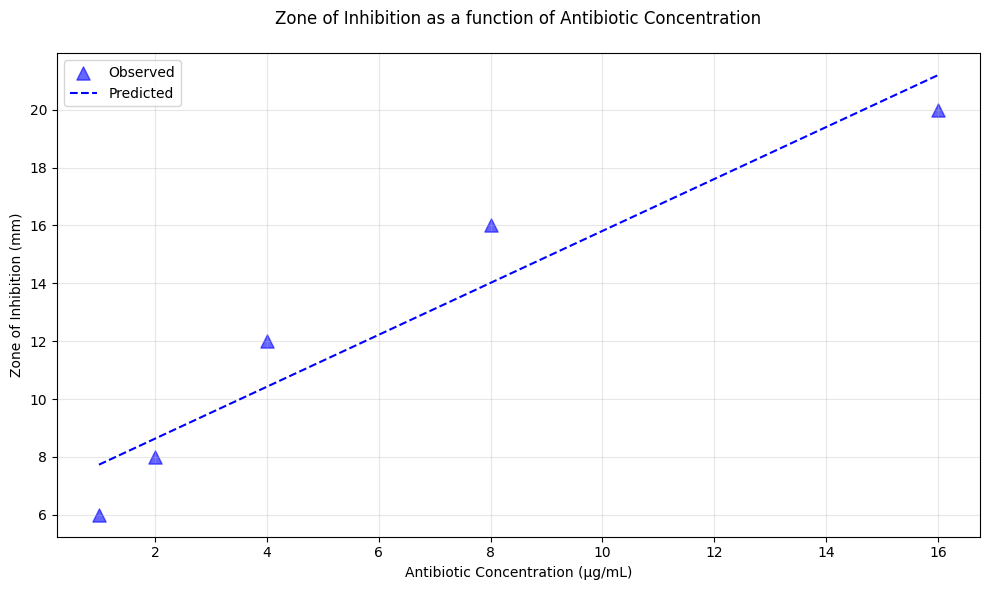 Zone of Inhibition as a function of Antibiotic Concentration
Observed
Predicted
20
18
16
14
12
10
8
6
Zone of Inhibition (mm)
2 4 6 8 10 12 14 16
Antibiotic Concentration (μg/mL)